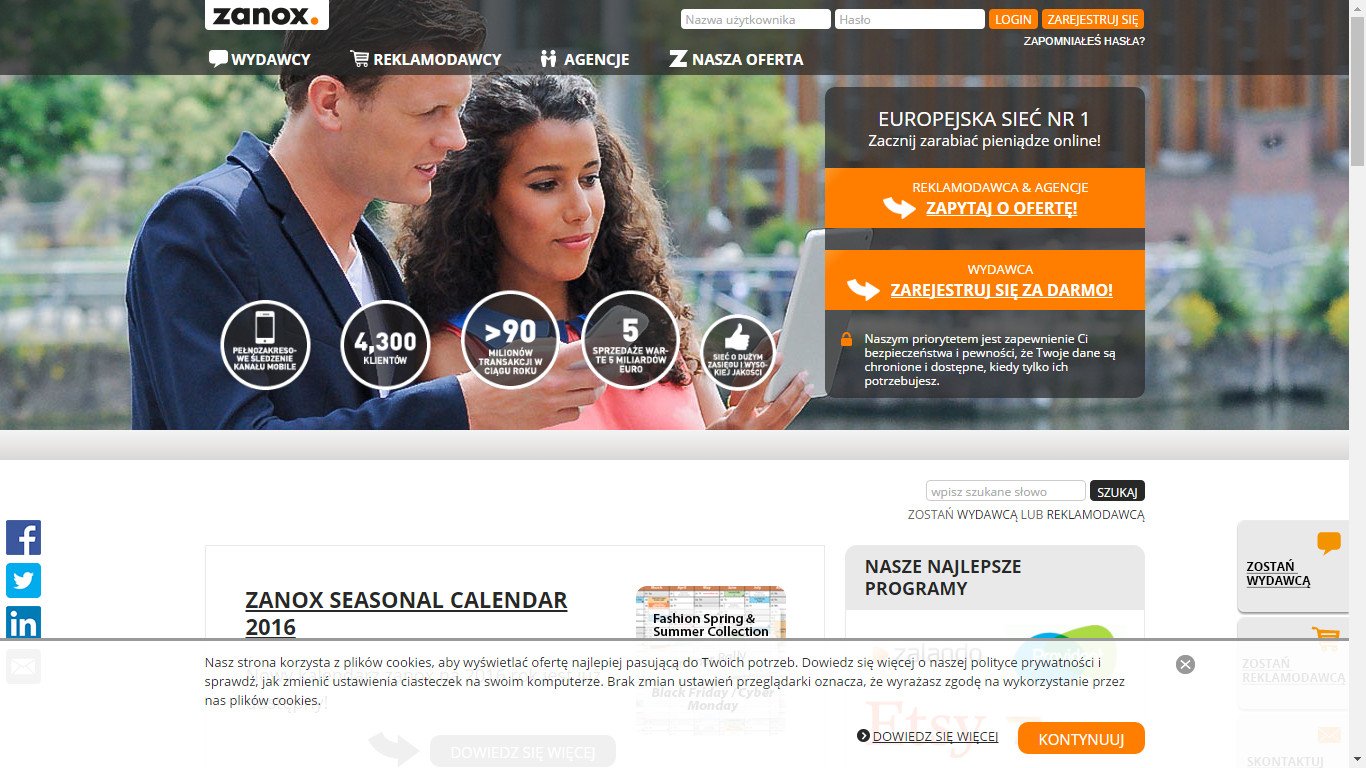 zanox.
Nazwa użytkownika
Hasło
LOGIN
ZAREJESTRUJ SIĘ
ZAPOMNIAŁEŚ HASŁA?
WYDAWCY
REKLAMODAWCY
AGENCJE
NASZA OFERTA
EUROPEJSKA SIEĆ NR 1
Zacznij zarabiać pieniądze online!
REKLAMODAWCA & AGENCJE
ZAPYTAJ O OFERTĘ!
WYDAWCA
ZAREJESTRUJ SIĘ ZA DARMO!
Naszym priorytetem jest zapewnienie Ci
bezpieczeństwa i pewności, że Twoje dane są
chronione i dostępne, kiedy tylko ich
potrzebujesz.
PEŁNOZAKRESO-
WE ŚLEDZENIE
KANAŁU MOBILE
4,300
KLIENTÓW
>90
MILIONÓW
TRANSAKCJI W
CIĄGU ROKU
5
SPRZEDAŻE WAR-
TE 5 MILIARDÓW
EURO
SIEĆ O DUŻYM
ZASIĘGU I WYSO-
KIEJ JAKOŚCI
wpisz szukane słowo
SZUKAJ
ZOSTAŃ WYDAWCĄ LUB REKLAMODAWCĄ
ZANOX SEASONAL CALENDAR
2016
Fashion Spring &
Summer Collection
Black Friday / Cyber
Monday
NASZE NAJLEPSZE
PROGRAMY
zalando
Etsy
ZOSTAŃ
WYDAWCĄ
ZOSTAŃ
REKLAMODAWCĄ
SKONTAKTUJ
Nasz strona korzysta z plików cookies, aby wyświetlać ofertę najlepiej pasującą do Twoich potrzeb. Dowiedz się więcej o naszej polityce prywatności i
sprawdź, jak zmienić ustawienia ciasteczek na swoim komputerze. Brak zmian ustawień przeglądarki oznacza, że wyrażasz zgodę na wykorzystanie przez
nas plików cookies.
DOWIEDZ SIĘ WIĘCEJ
KONTYNUUJ
DOWIEDZ SIĘ WIĘCEJ